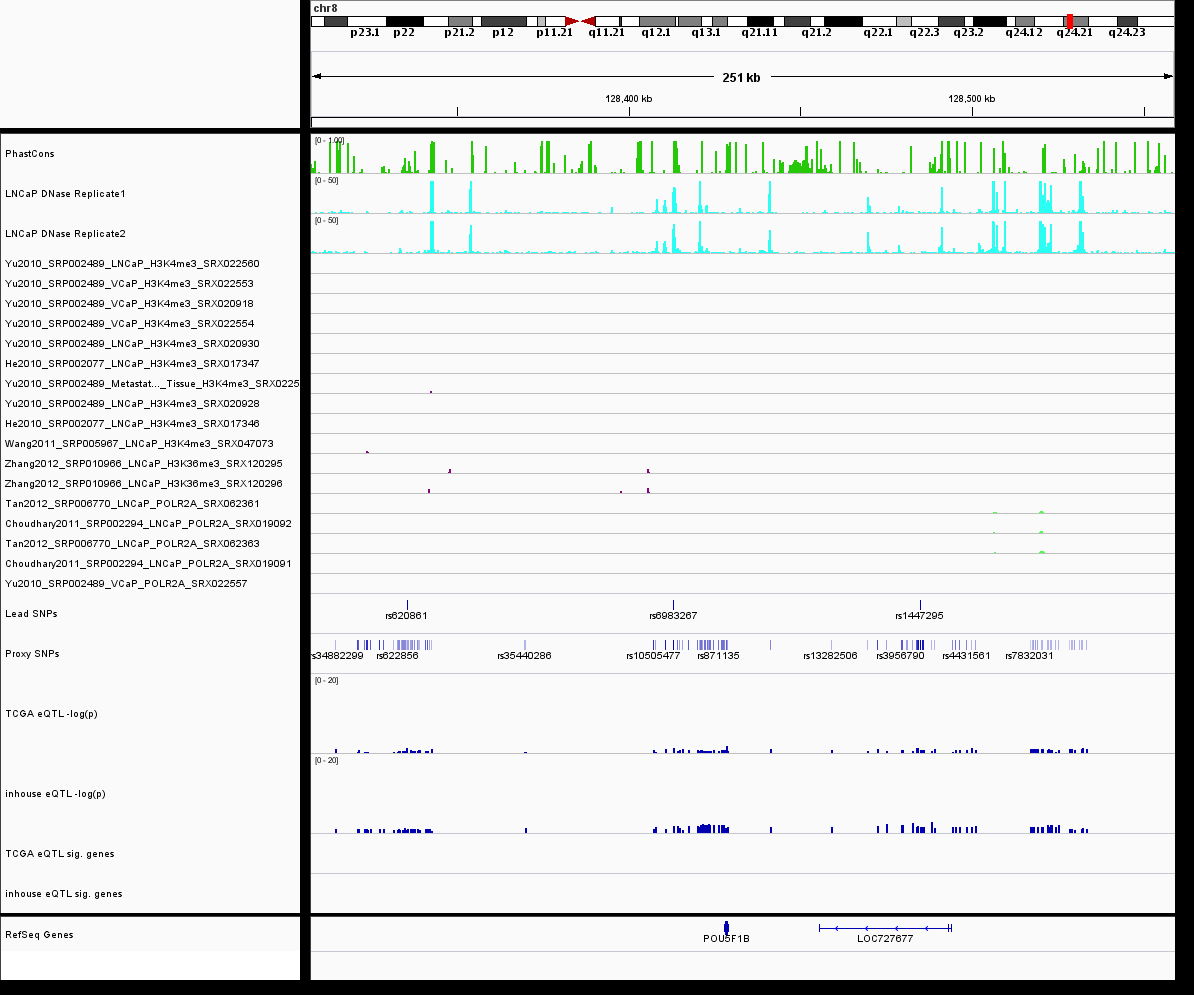 chr8
p23.1 p22 p21.2 p12 p11.21 q11.21 q12.1 q13.1 q21.11 q21.2 q22.1 q22.3 q23.2 q24.12 q24.21 q24.23
251 kb
128,400 kb 128,500 kb
[0 - 1.00]
PhastCons
[0 - 50]
LNCaP DNase Replicate1
[0 - 50]
LNCaP DNase Replicate2
Yu2010_SRP002489_LNCaP_H3K4me3_SRX022560
Yu2010_SRP002489_VCaP_H3K4me3_SRX022553
Yu2010_SRP002489_VCaP_H3K4me3_SRX020918
Yu2010_SRP002489_VCaP_H3K4me3_SRX022554
Yu2010_SRP002489_LNCaP_H3K4me3_SRX020930
He2010_SRP002077_LNCaP_H3K4me3_SRX017347
Yu2010_SRP002489_Metastat..._Tissue_H3K4me3_SRX0225
Yu2010_SRP002489_LNCaP_H3K4me3_SRX020928
He2010_SRP002077_LNCaP_H3K4me3_SRX017346
Wang2011_SRP005967_LNCaP_H3K4me3_SRX047073
Zhang2012_SRP010966_LNCaP_H3K36me3_SRX120295
Zhang2012_SRP010966_LNCaP_H3K36me3_SRX120296
Tan2012_SRP006770_LNCaP_POLR2A_SRX062361
Choudhary2011_SRP002294_LNCaP_POLR2A_SRX019092
Tan2012_SRP006770_LNCaP_POLR2A_SRX062363
Choudhary2011_SRP002294_LNCaP_POLR2A_SRX019091
Yu2010_SRP002489_VCaP_POLR2A_SRX022557
Lead SNPs rs620861 rs6983267 rs1447295
Proxy SNPs rs34882299 rs622856 rs35440286 rs10505477 rs871135 rs13282506 rs3956790 rs4431561 rs7832031
[0 - 20]
TCGA eQTL -log(p)
[0 - 20]
inhouse eQTL -log(p)
TCGA eQTL sig. genes
inhouse eQTL sig. genes
RefSeq Genes
POU5F1B LOC727677